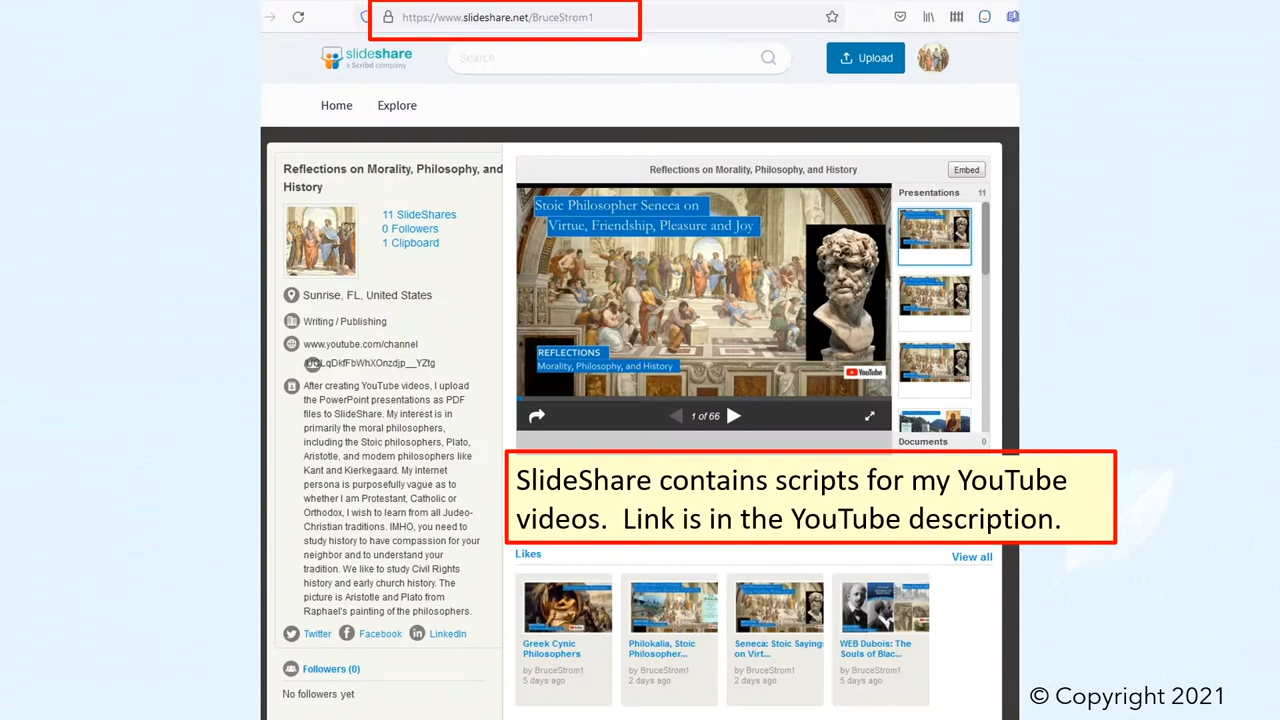 https://www.slideshare.net/BruceStrom1
slideshare
a Scribd company
Search
Upload
Home
Explore
Reflections on Morality, Philosophy, and
History
11 SlideShares
0 Followers
1 Clipboard
Sunrise, FL, United States
Writing / Publishing
www.youtube.com/channel
LqDkfFbWhXOnzdjp__YZtg
After creating YouTube videos, I upload
the PowerPoint presentations as PDF
files to SlideShare. My interest is in
primarily the moral philosophers,
including the Stoic philosophers, Plato,
Aristotle, and modern philosophers like
Kant and Kierkegaard. My internet
persona is purposefully vague as to
whether I am Protestant, Catholic or
Orthodox, I wish to learn from all Judeo-
Christian traditions. IMHO, you need to
study history to have compassion for your
neighbor and to understand your
tradition. We like to study Civil Rights
history and early church history. The
picture is Aristotle and Plato from
Raphael's painting of the philosophers.
Twitter
Facebook
LinkedIn
Followers (0)
No followers yet
Reflections on Morality, Philosophy, and History
Embed
Stoic Philosopher Seneca on
Virtue, Friendship, Pleasure and Joy
REFLECTIONS
Morality, Philosophy, and History
YouTube
1 of 66
Presentations 11
Documents 0
SlideShare contains scripts for my YouTube
videos. Link is in the YouTube description.
Likes
View all
Greek Cynic
Philosophers
by BruceStrom1
5 days ago
Philokalia, Stoic
Philosopher...
by BruceStrom1
2 days ago
Seneca: Stoic Sayings
on Virt...
by BruceStrom1
2 days ago
WEB Dubois: The
Souls of Blac...
by BruceStrom1
5 days ago
© Copyright 2021